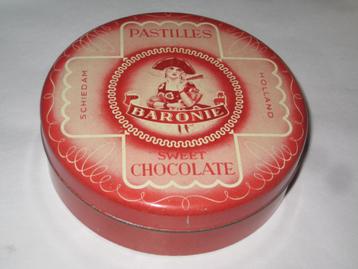 PASTILLES
SCHIEDAM
HOLLAND
BARONIE
SWEET
CHOCOLATE